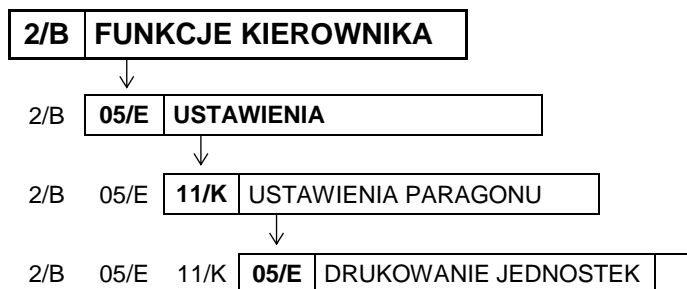 2/B FUNKCJE KIEROWNIKA
2/B 05/E USTAWIENIA
2/B 05/E 11/K USTAWIENIA PARAGONU
2/B 05/E 11/K 05/E DRUKOWANIE JEDNOSTEK